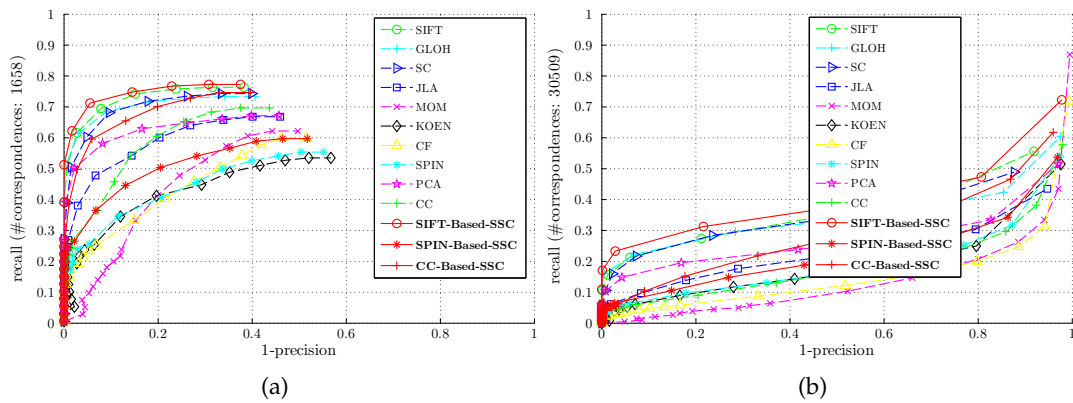 recall (#correspondences: 1658)
1
0.9
0.8
0.7
0.6
0.5
0.4
0.3
0.2
0.1
0
0 0.2 0.4 0.6 0.8 1
1-precision
SIFT
GLOH
SC
JLA
MOM
KOEN
CF
SPIN
PCA
CC
SIFT-Based-SSC
SPIN-Based-SSC
CC-Based-SSC
(a)
recall (#correspondences: 30509)
1
0.9
0.8
0.7
0.6
0.5
0.4
0.3
0.2
0.1
0
0 0.2 0.4 0.6 0.8 1
1-precision
SIFT
GLOH
SC
JLA
MOM
KOEN
CF
SPIN
PCA
CC
SIFT-Based-SSC
SPIN-Based-SSC
CC-Based-SSC
(b)